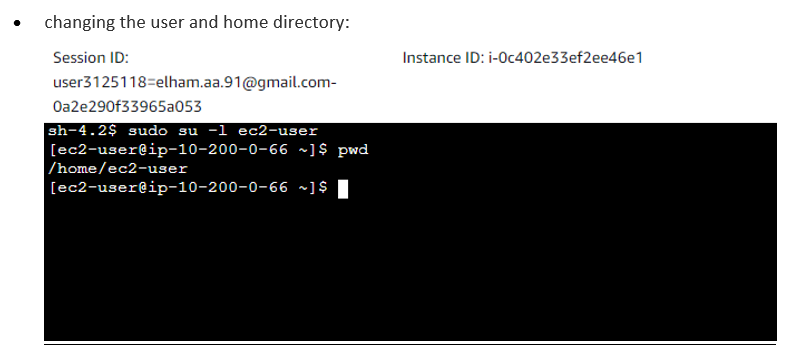 changing the user and home directory:
Session ID:
Instance ID: i-0c402e33ef2ee46e1
user3125118=elham.aa.91@gmail.com-
0a2e290f33965a053
sh-4.2$ sudo su -l ec2-user
[ec2-user@ip-10-200-0-66 ~]$ pwd
/home/ec2-user
[ec2-user@ip-10-200-0-66 ~]$